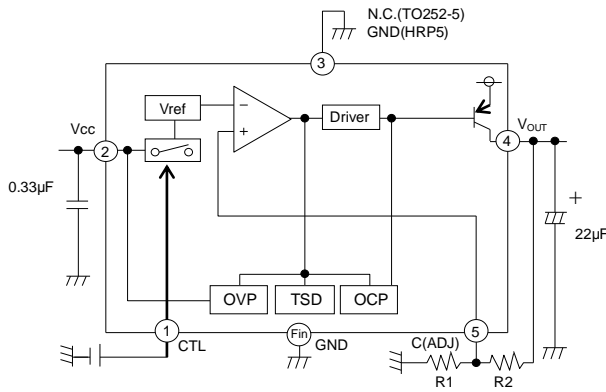 N.C.(TO252-5)
GND(HRP5)
3
Vref
−
+
Driver
Vcc
2
4
VOUT
0.33µF
+
22µF
OVP
TSD
OCP
1
CTL
Fin
GND
5
C(ADJ)
R1
R2